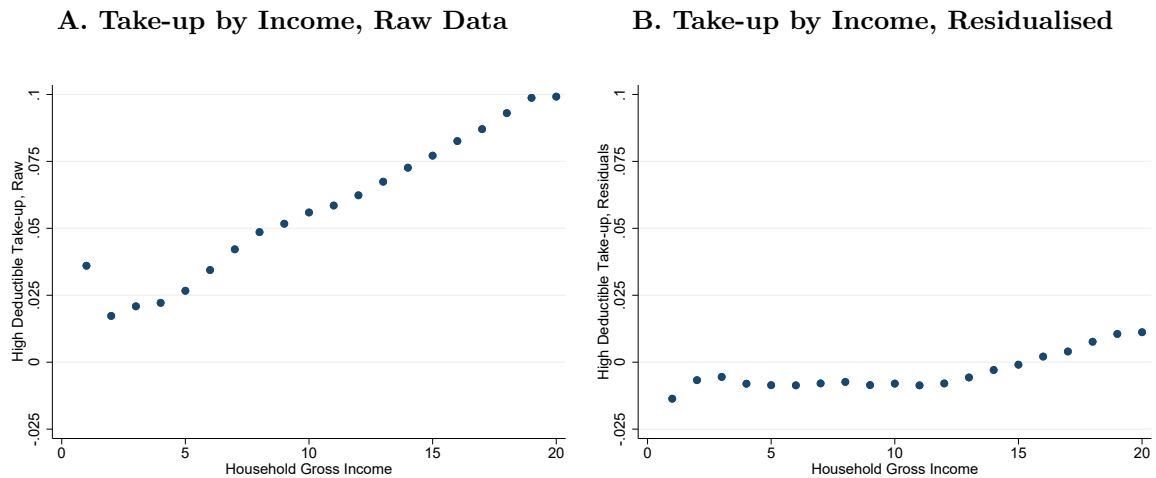 A. Take-up by Income, Raw Data
High Deductible Take-up, Raw
.1
.075
.05
.025
0
-.025
0 5 10 15 20
Household Gross Income
B. Take-up by Income, Residualised
High Deductible Take-up, Residuals
.1
.075
.05
.025
0
-.025
0 5 10 15 20
Household Gross Income